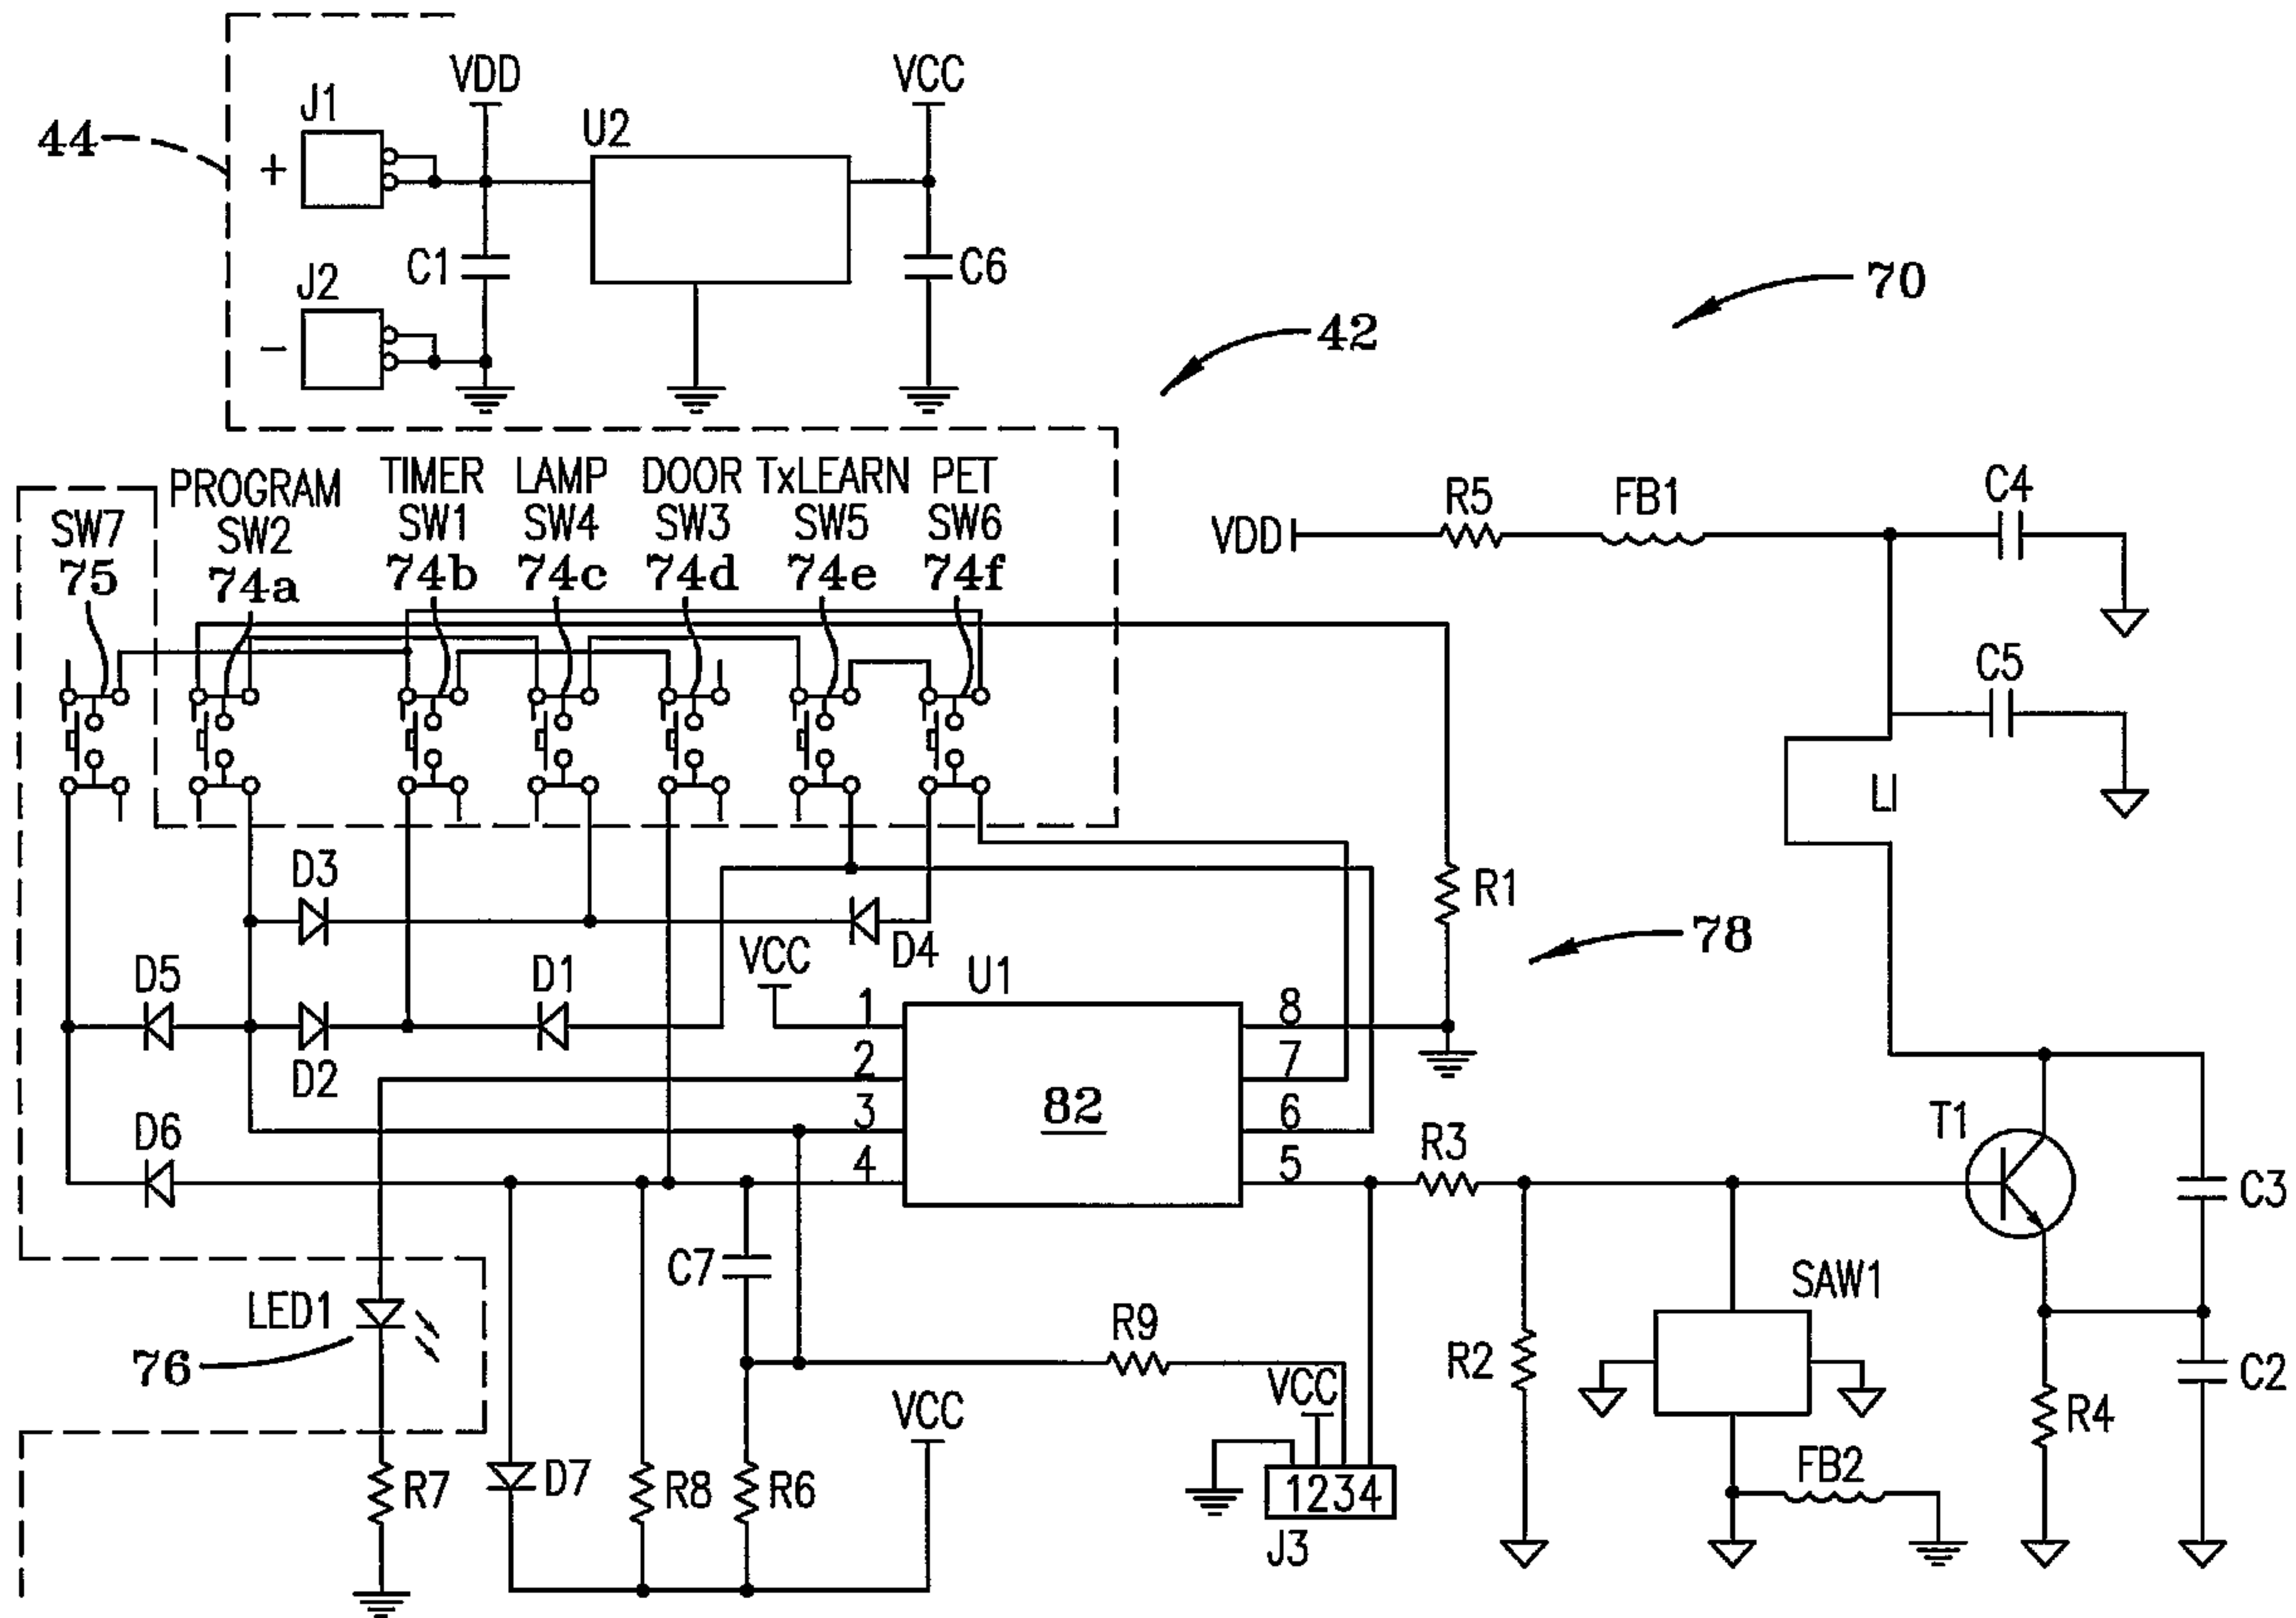 VDD
VCC
J1
U2
44
+
C1
C6
J2
-
70
42
PROGRAM TIMER LAMP DOOR TxLEARN PET
SW7 SW2 SW1 SW4 SW3 SW5 SW6
75 74a 74b 74c 74d 74e 74f
VDD
R5
FB1
C4
C5
LI
D3
D4
R1
78
D5
D2
D1
VCC
U1
1
2
3
4
82
8
7
6
5
D6
R3
T1
C3
C7
LED1
76
R9
SAW1
R2
C2
R4
VCC
VCC
R7
D7
R8
R6
1234
J3
FB2